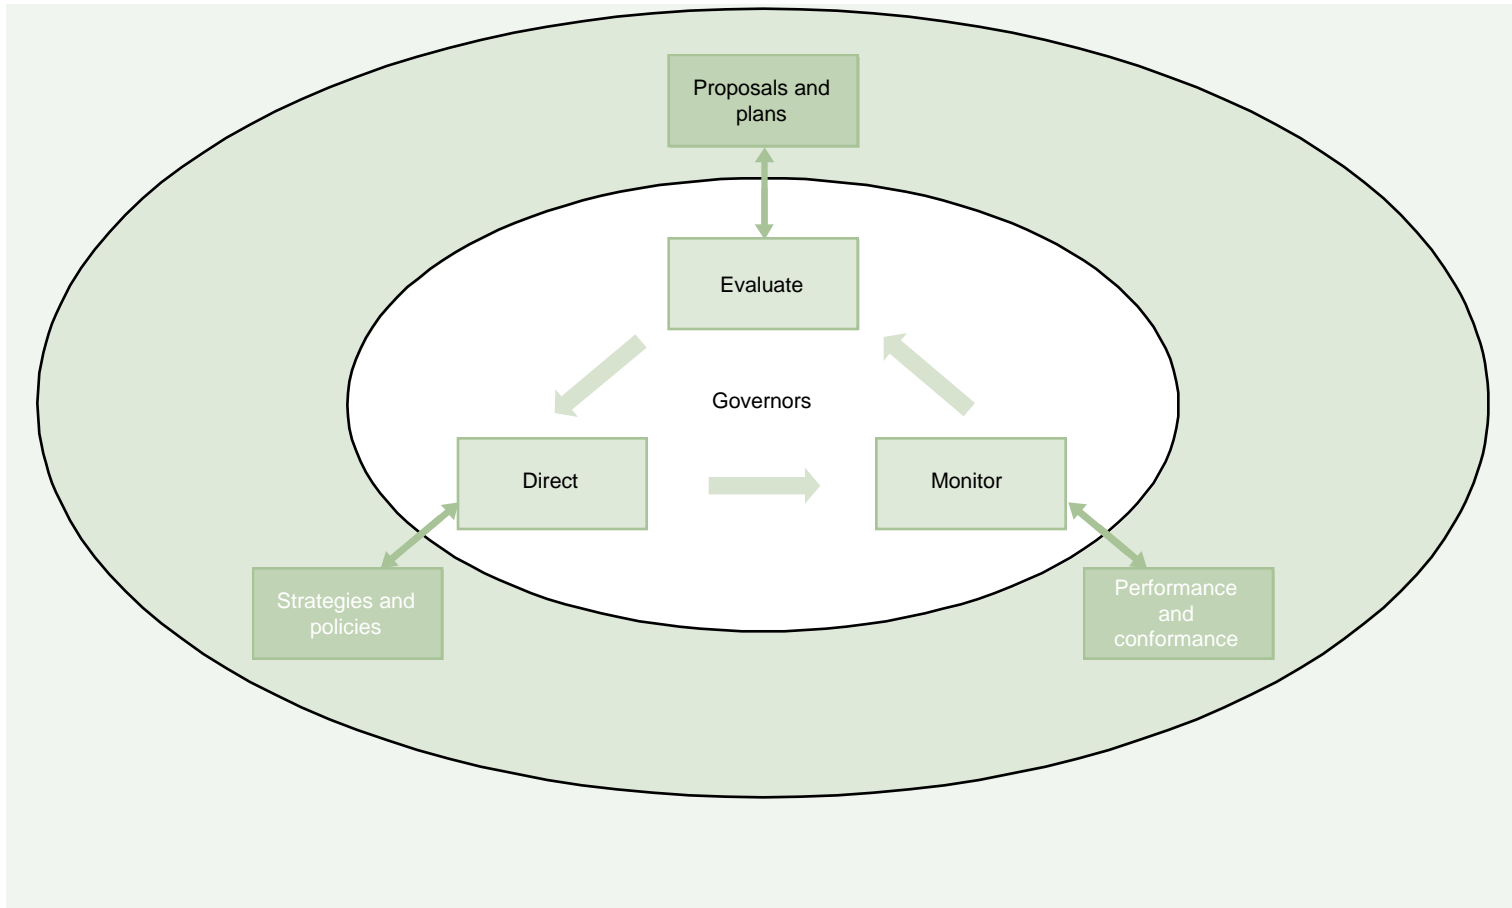 Proposals and
plans
Evaluate
Governors
Direct
Monitor
Strategies and
policies
Performance
and
conformance